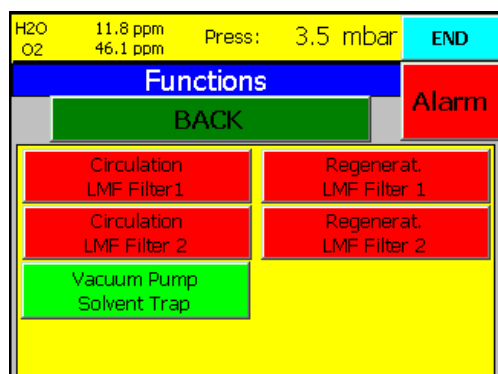 H2O 11.8 ppm Press: 3.5 mbar END
O2 46.1 ppm
Functions
Alarm
BACK
Circulation
LMF Filter1
Regenerat.
LMF Filter 1
Circulation
LMF Filter 2
Regenerat.
LMF Filter 2
Vacuum Pump
Solvent Trap